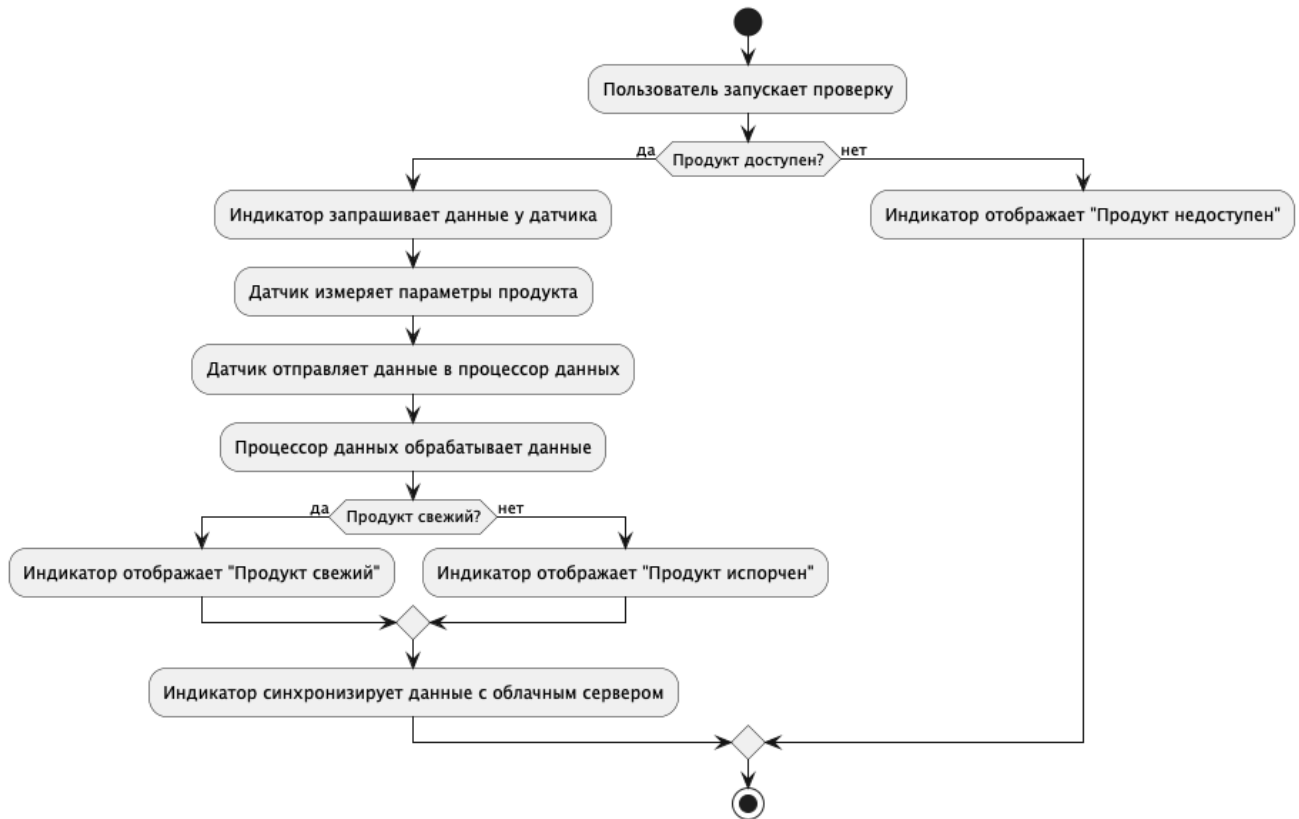 Пользователь запускает проверку
да
Продукт доступен?
нет
Индикатор запрашивает данные у датчика
Индикатор отображает "Продукт недоступен"
Датчик измеряет параметры продукта
Датчик отправляет данные в процессор данных
Процессор данных обрабатывает данные
да
Продукт свежий?
нет
Индикатор отображает "Продукт свежий"
Индикатор отображает "Продукт испорчен"
Индикатор синхронизирует данные с облачным сервером